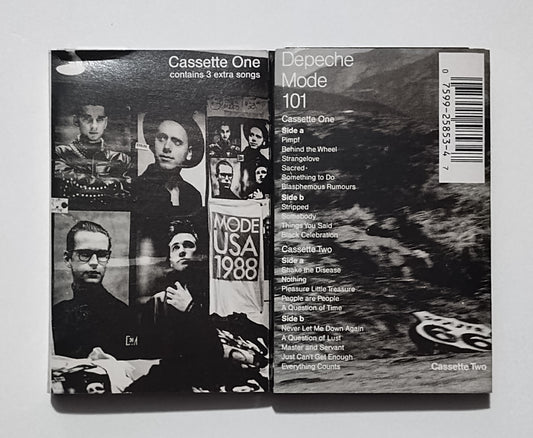 Cassette One
contains 3 extra songs
MODE
USA
1988
Depeche
Mode
101
Cassette One
Side a
Pimpf
Behind the Wheel
Strangelove
Sacred•
Something to Do
Blasphemous Rumours
Side b
Stripped
Somebody
Things You Said
Black Celebration
Cassette Two
Side a
Shake the Disease
Nothing
Pleasure Little Treasure
People are People
A Question of Time
Side b
Never Let Me Down Again
A Question of Lust
Master and Servant
Just Can't Get Enough
Everything Counts
0 7599-25853-4 7
66
Cassette Two